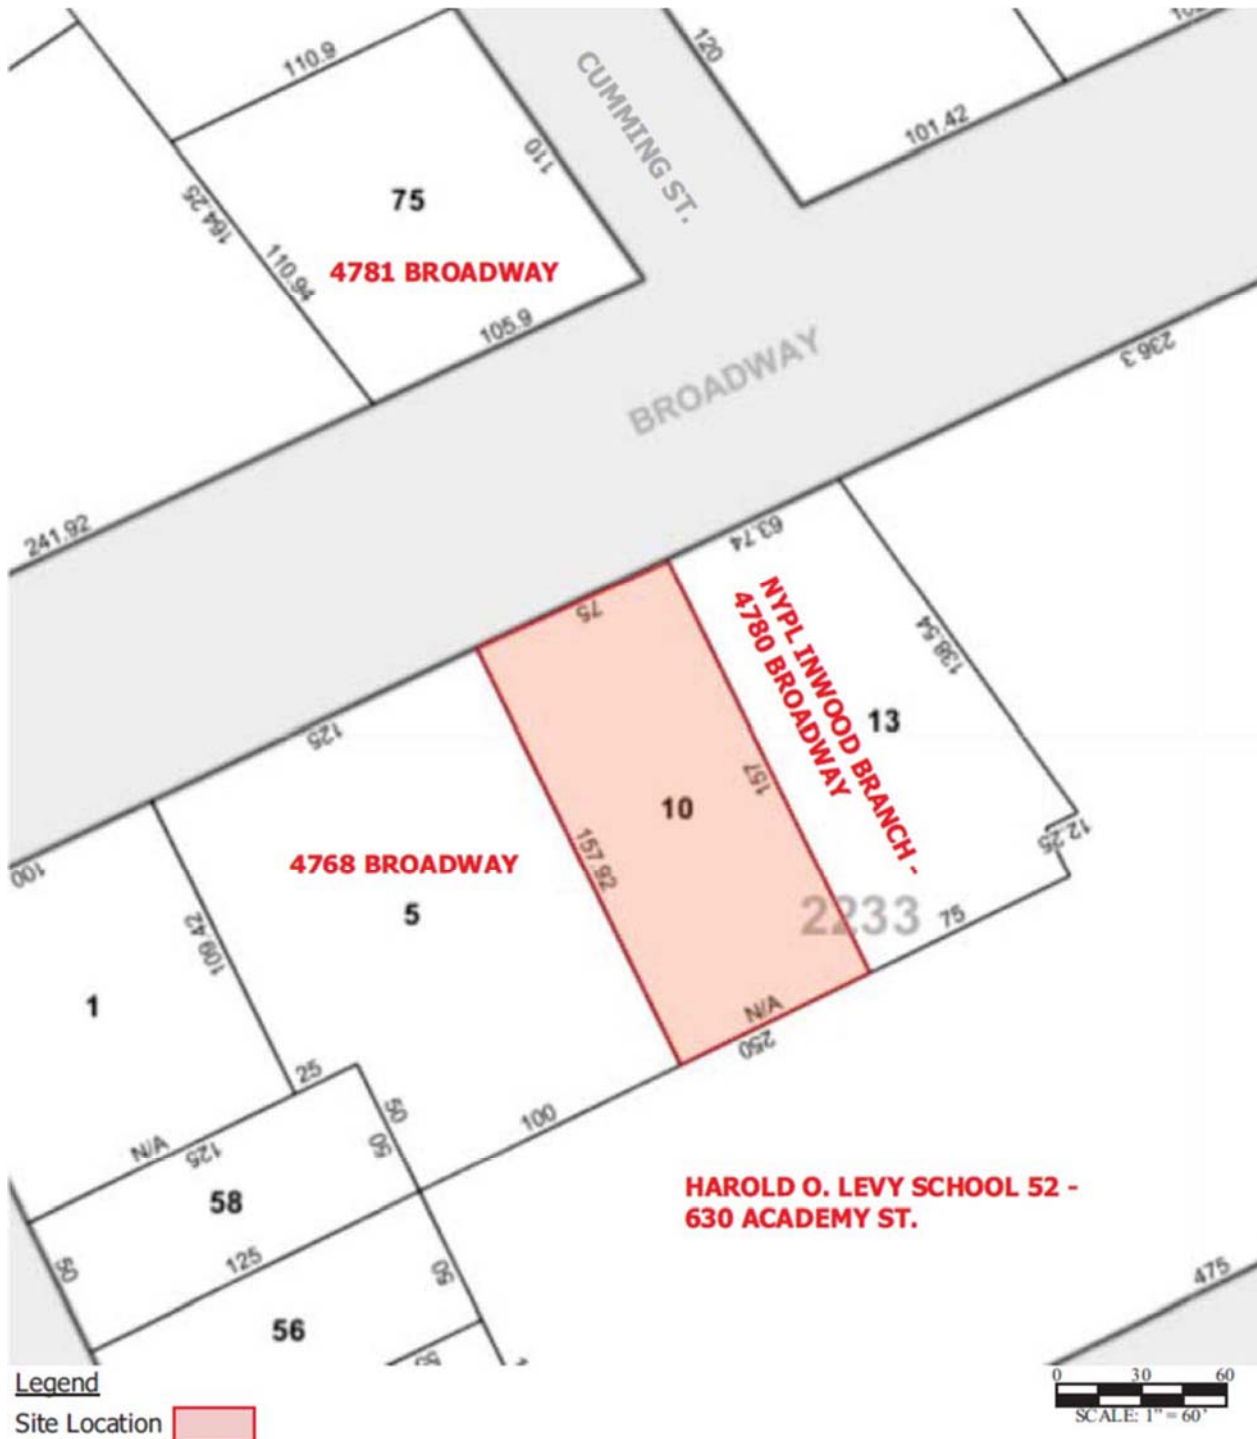 110.9
120
CUMMING ST.
101.42
110
75
164.25
110.94
4781 BROADWAY
105.9
BROADWAY
236.3
241.92
63.74
75
NYPL INWOOD BRANCH -
4780 BROADWAY
138.54
13
125
157
10
12.25
100
4768 BROADWAY
157.92
5
2233
75
109.42
1
N/A
250
25
50
50
100
N/A
125
58
HAROLD O. LEVY SCHOOL 52 -
630 ACADEMY ST.
50
125
50
56
475
Legend
Site Location
0 30 60
SCALE: 1" = 60'